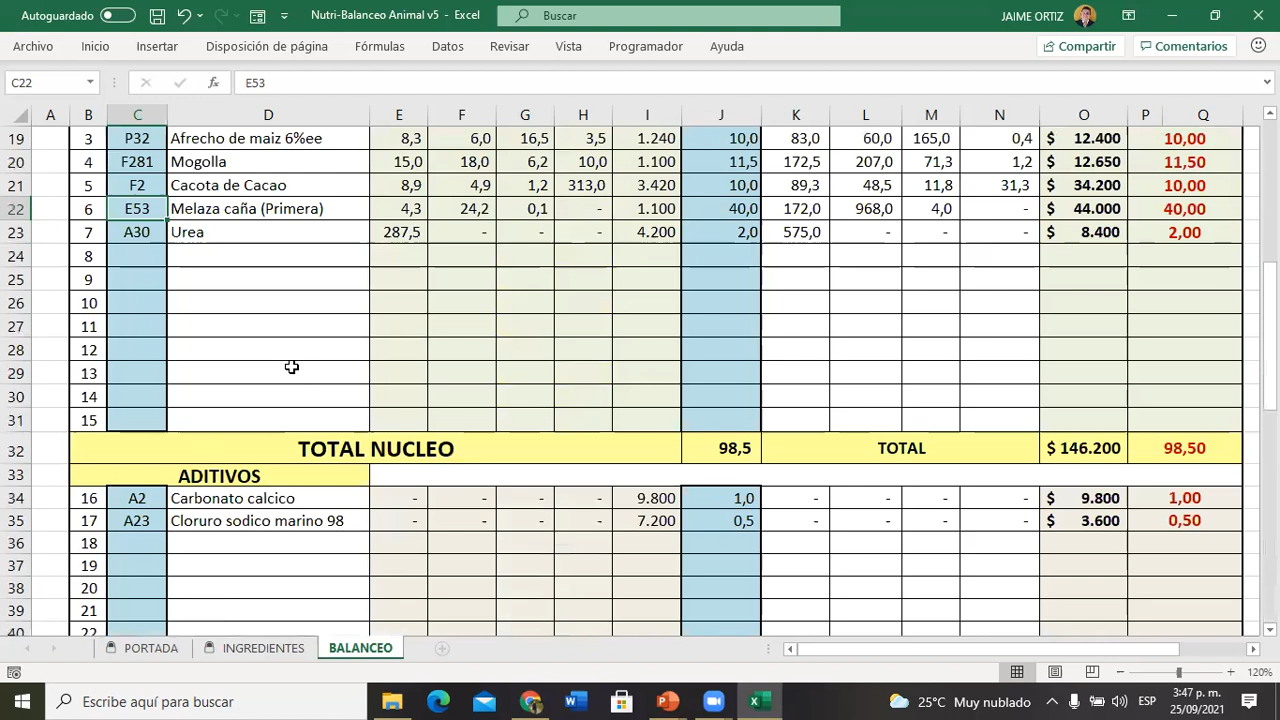 Autoguardado Nutri-Balanceo Animal v5 - Excel Buscar JAIME ORTIZ
Archivo Inicio Insertar Disposición de página Fórmulas Datos Revisar Vista Programador Ayuda Compartir Comentarios
C22 fx E53
A B C D E F G H I J K L M N O P Q
19 3 P32 Afrecho de maiz 6%ee 8,3 6,0 16,5 3,5 1.240 10,0 83,0 60,0 165,0 0,4 $ 12.400 10,00
20 4 F281 Mogolla 15,0 18,0 6,2 10,0 1.100 11,5 172,5 207,0 71,3 1,2 $ 12.650 11,50
21 5 F2 Cacota de Cacao 8,9 4,9 1,2 313,0 3.420 10,0 89,3 48,5 11,8 31,3 $ 34.200 10,00
22 6 E53 Melaza caña (Primera) 4,3 24,2 0,1 - 1.100 40,0 172,0 968,0 4,0 - $ 44.000 40,00
23 7 A30 Urea 287,5 - - - 4.200 2,0 575,0 - - - $ 8.400 2,00
24 8
25 9
26 10
27 11
28 12
29 13
30 14
31 15
32 TOTAL NUCLEO 98,5 TOTAL $ 146.200 98,50
33 ADITIVOS
34 16 A2 Carbonato calcico - - - - 9.800 1,0 - - - - $ 9.800 1,00
35 17 A23 Cloruro sodico marino 98 - - - - 7.200 0,5 - - - - $ 3.600 0,50
36 18
37 19
38 20
39 21
40 22
PORTADA INGREDIENTES BALANCEO
120%
Escribe aquí para buscar 25°C Muy nublado ESP 3:47 p. m.
25/09/2021